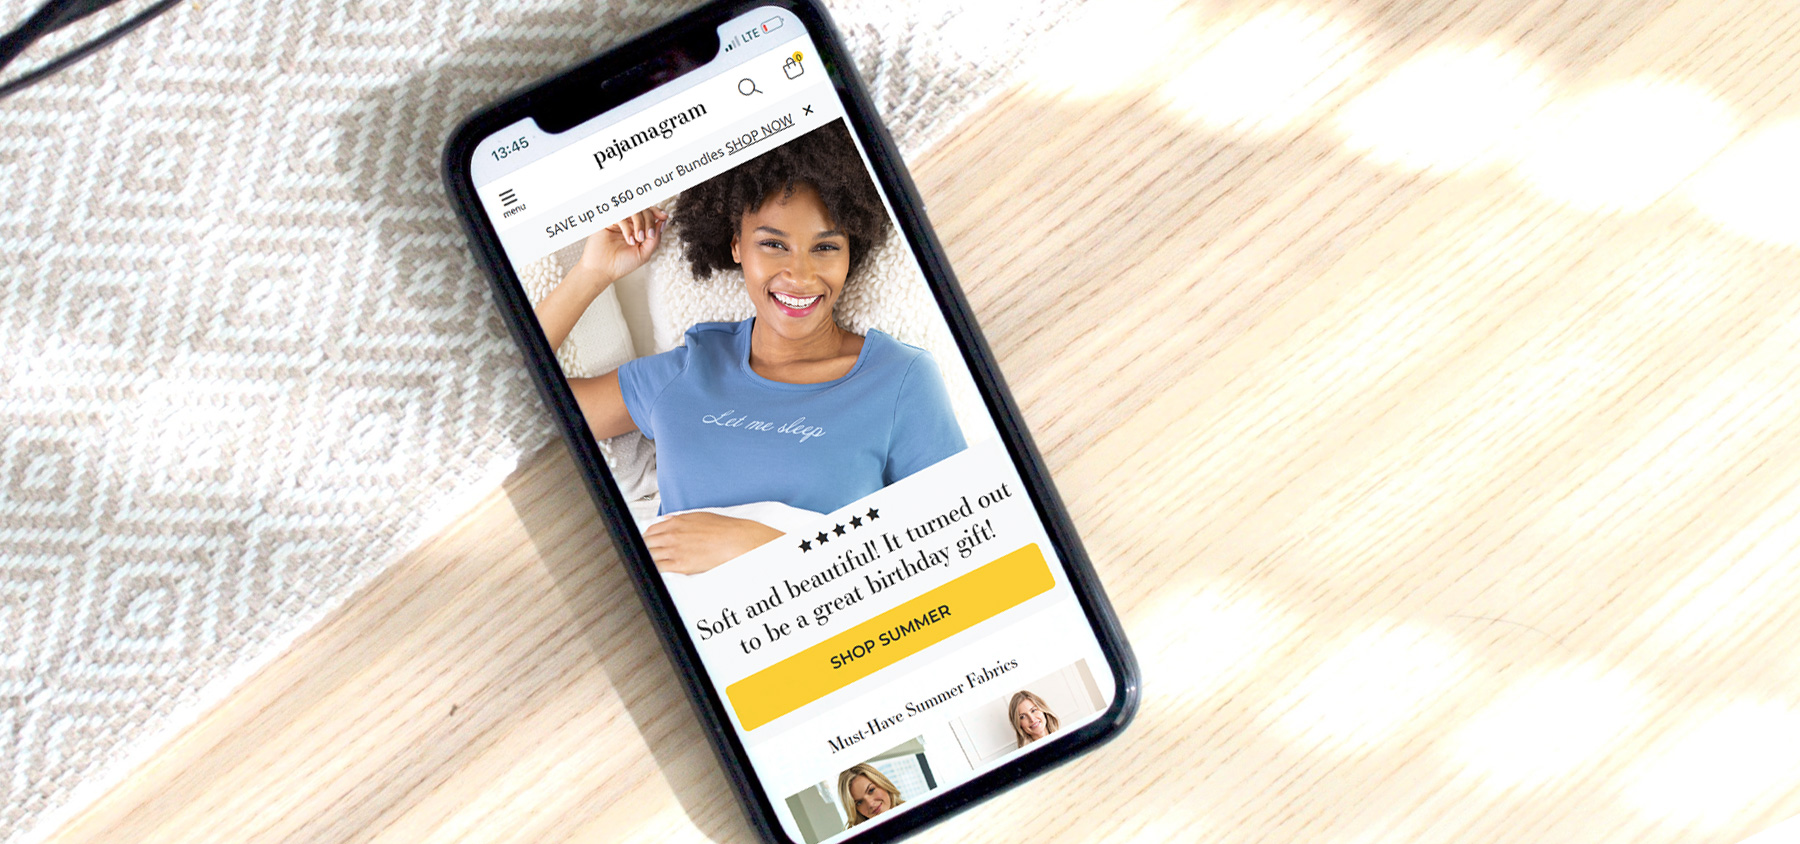 13:45
LTE
pajamagram
0
menu
SAVE up to $60 on our Bundles SHOP NOW
Let me sleep
Soft and beautiful! It turned out
to be a great birthday gift!
SHOP SUMMER
Must-Have Summer Fabrics